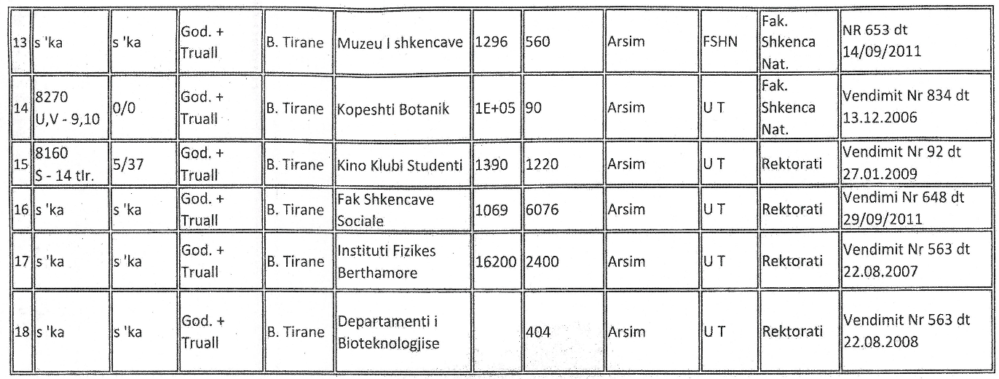 13 s 'ka s 'ka God. + Truall B. Tirane Muzeu I shkencave 1296 560 Arsim FSHN Fak. Shkenca Nat. NR 653 dt 14/09/2011
14 8270 U,V - 9,10 0/0 God. + Truall B. Tirane Kopeshti Botanik 1E+05 90 Arsim U T Fak. Shkenca Nat. Vendimit Nr 834 dt 13.12.2006
15 8160 S - 14 tlr. 5/37 God. + Truall B. Tirane Kino Klubi Studenti 1390 1220 Arsim U T Rektorati Vendimit Nr 92 dt 27.01.2009
16 s 'ka s 'ka God. + Truall B. Tirane Fak Shkencave Sociale 1069 6076 Arsim U T Rektorati Vendimi Nr 648 dt 29/09/2011
17 s 'ka s 'ka God. + Truall B. Tirane Instituti Fizikes Berthamore 16200 2400 Arsim U T Rektorati Vendimit Nr 563 dt 22.08.2007
18 s 'ka s 'ka God. + Truall B. Tirane Departamenti i Bioteknologjise 404 Arsim U T Rektorati Vendimit Nr 563 dt 22.08.2008